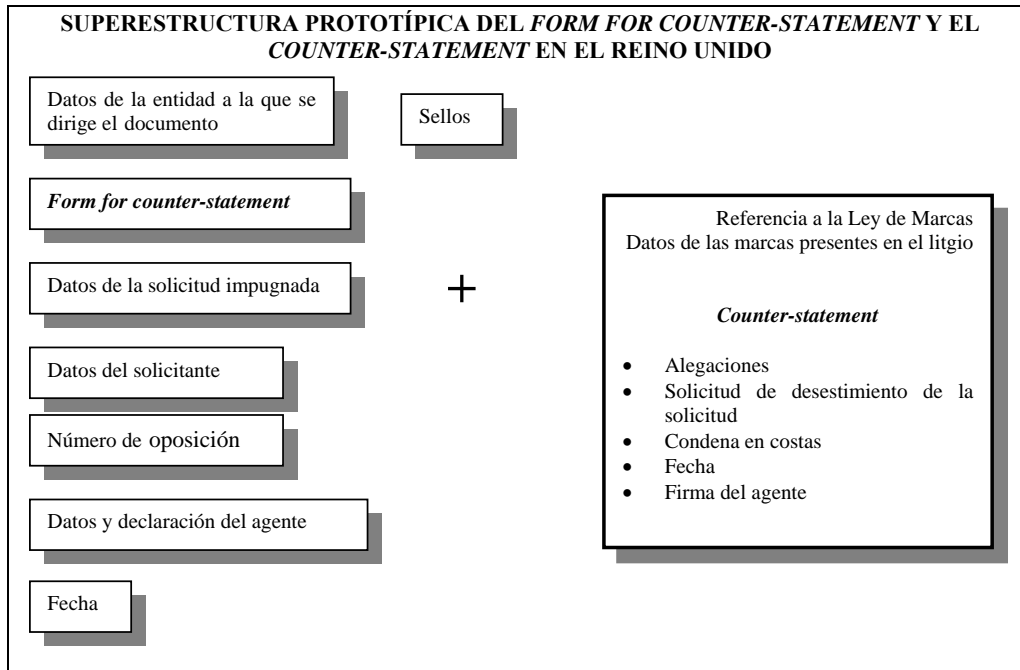 SUPERESTRUCTURA PROTOTÍPICA DEL FORM FOR COUNTER-STATEMENT Y EL
COUNTER-STATEMENT EN EL REINO UNIDO
Datos de la entidad a la que se
dirige el documento
Sellos
Form for counter-statement
Datos de la solicitud impugnada
+
Datos del solicitante
Número de oposición
Datos y declaración del agente
Fecha
Referencia a la Ley de Marcas
Datos de las marcas presentes en el litgio
Counter-statement
• Alegaciones
• Solicitud de desestimiento de la
solicitud
• Condena en costas
• Fecha
• Firma del agente